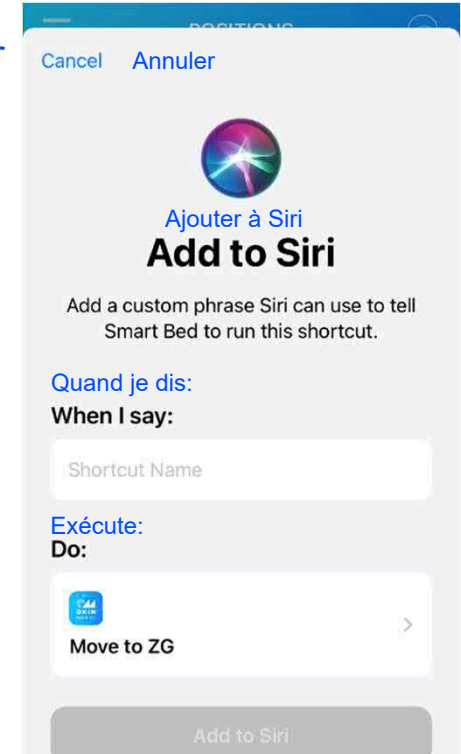 POSITIONS
Cancel Annuler
Ajouter à Siri
Add to Siri
Add a custom phrase Siri can use to tell
Smart Bed to run this shortcut.
Quand je dis:
When I say:
Shortcut Name
Exécute:
Do:
OKIN
Move to ZG
Add to Siri